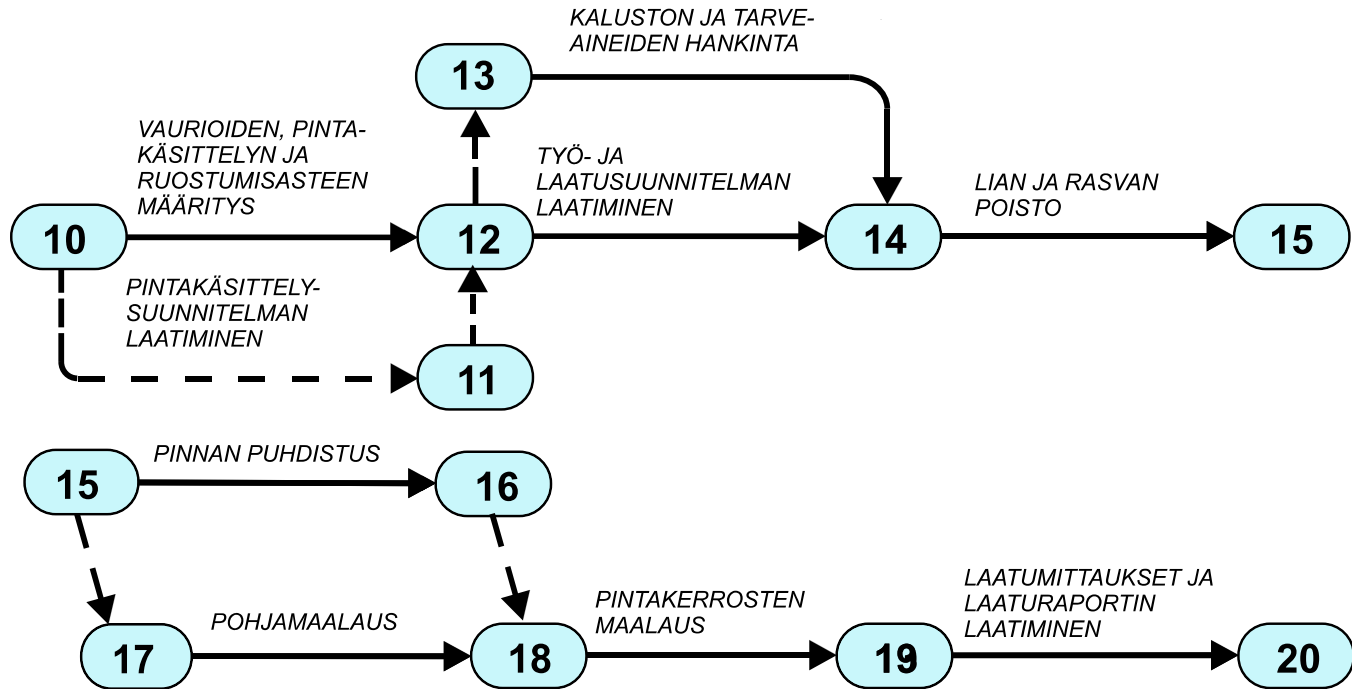 KALUSTON JA TARVE-
AINEIDEN HANKINTA
13
VAURIOIDEN, PINTA-
KÄSITTELYN JA
RUOSTUMISASTEEN
MÄÄRITYS
TYÖ- JA
LAATUSUUNNITELMAN
LAATIMINEN
LIAN JA RASVAN
POISTO
10
12
14
15
PINTAKÄSITTELY-
SUUNNITELMAN
LAATIMINEN
11
PINNAN PUHDISTUS
15
16
POHJAMAALAUS
PINTAKERROSTEN
MAALAUS
LAATUMITTAUKSET JA
LAATURAPORTIN
LAATIMINEN
17
18
19
20